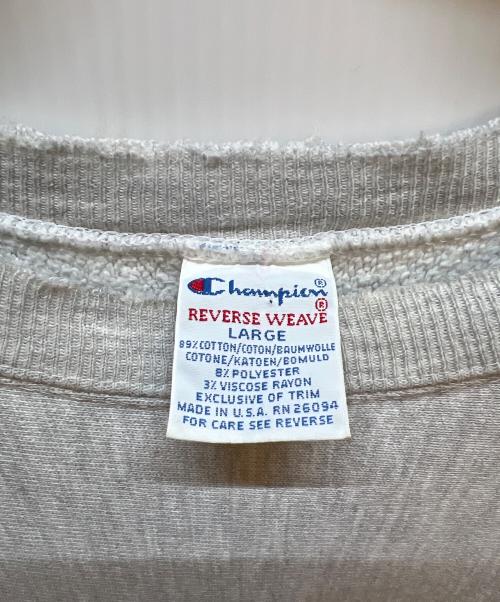 Champion®
®
REVERSE WEAVE
LARGE
89% COTTON/COTON/BAUMWOLLE
COTONE/KATOEN/BOMULD
8% POLYESTER
3% VISCOSE RAYON
EXCLUSIVE OF TRIM
MADE IN U.S.A. RN 26094
FOR CARE SEE REVERSE